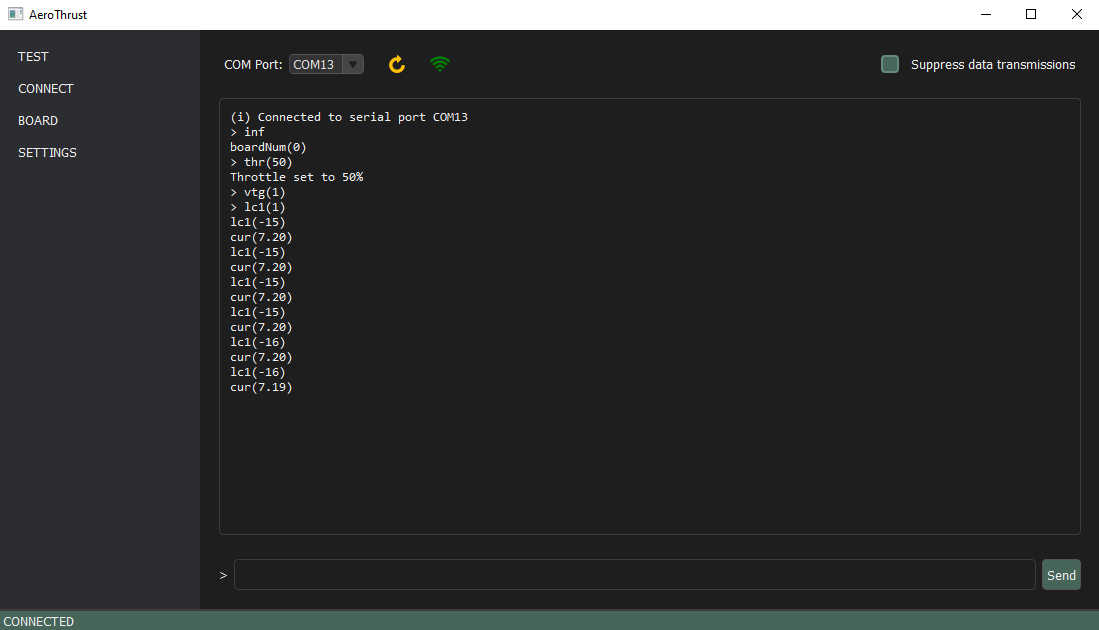 AeroThrust
TEST
CONNECT
BOARD
SETTINGS
COM Port: COM13
Suppress data transmissions
(i) Connected to serial port COM13
> inf
boardNum(0)
> thr(50)
Throttle set to 50%
> vtg(1)
> lc1(1)
lc1(-15)
cur(7.20)
lc1(-15)
cur(7.20)
lc1(-15)
cur(7.20)
lc1(-15)
cur(7.20)
lc1(-16)
cur(7.20)
lc1(-16)
cur(7.19)
>
Send
CONNECTED